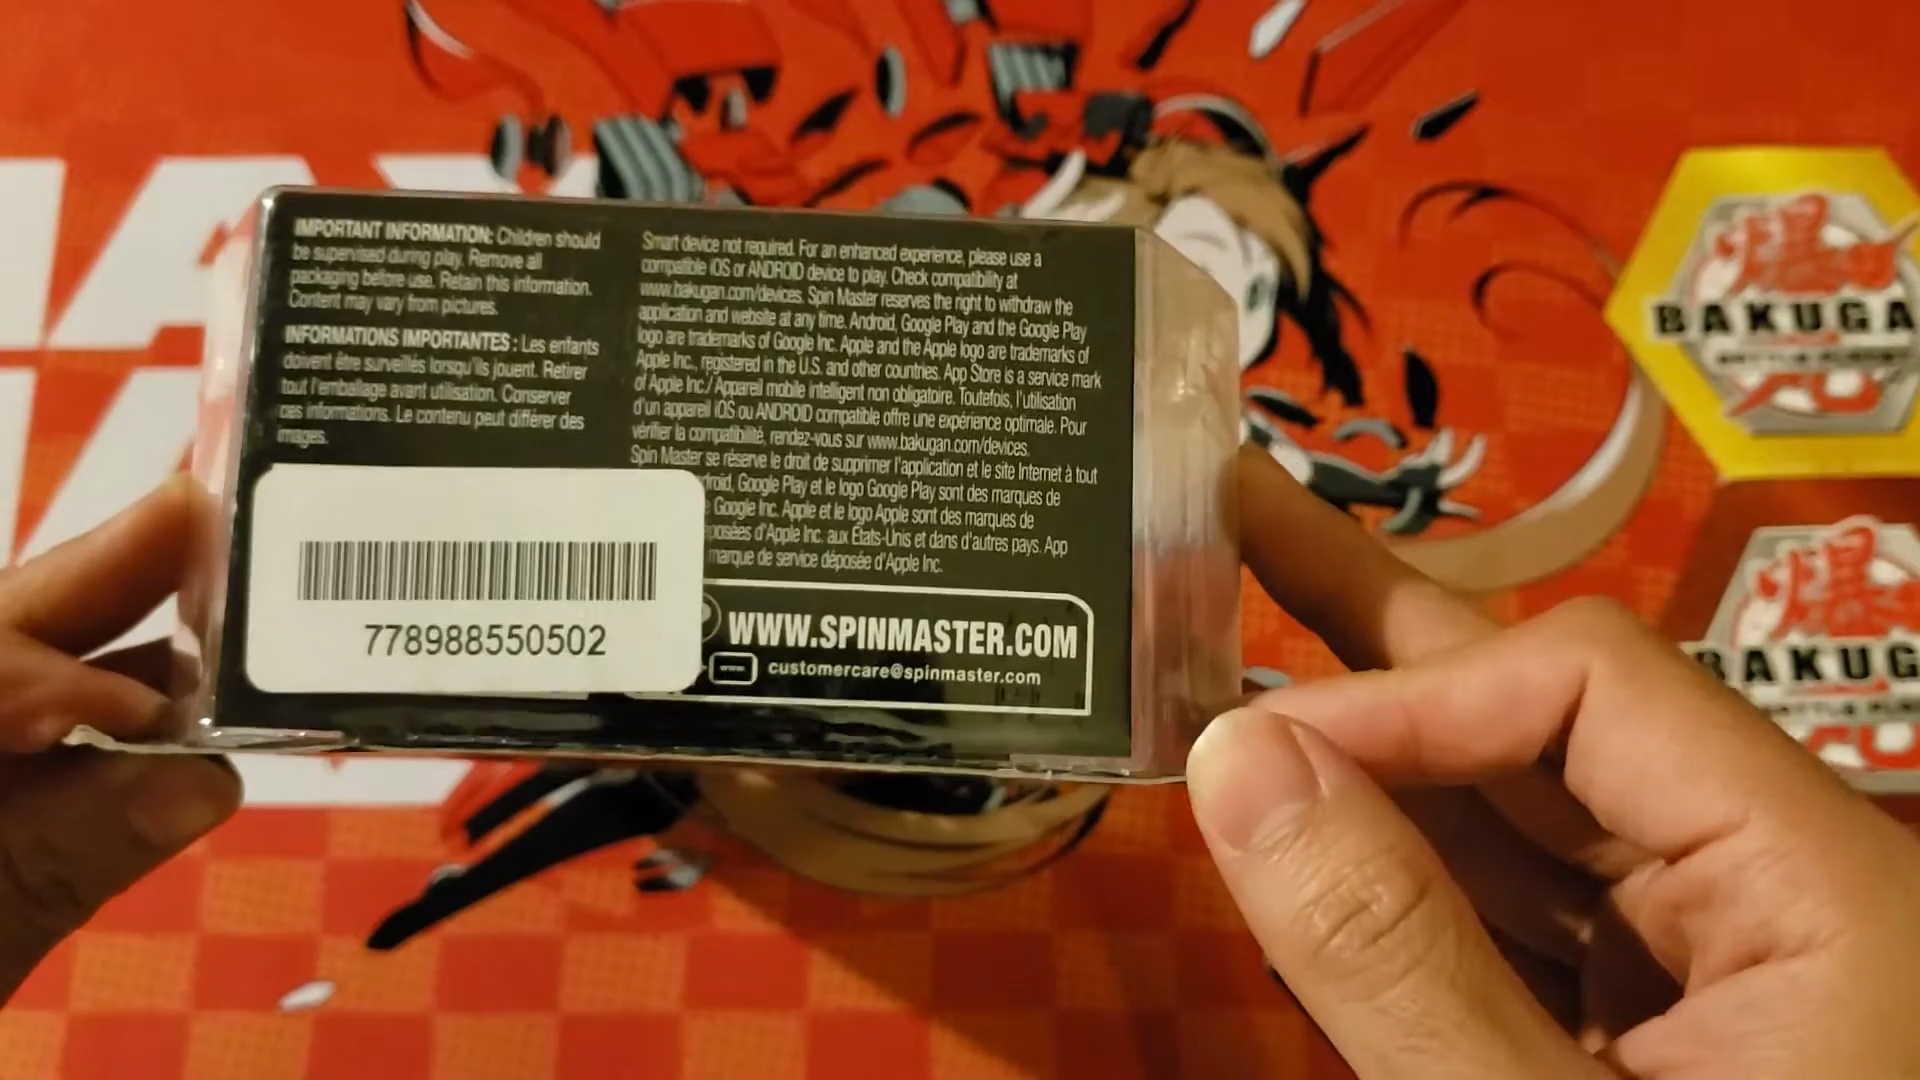 IMPORTANT INFORMATION: Children should
be supervised during play. Remove all
packaging before use. Retain this information.
Content may vary from pictures.
INFORMATIONS IMPORTANTES : Les enfants
doivent être surveillés lorsqu'ils jouent. Retirer
tout l'emballage avant utilisation. Conserver
ces informations. Le contenu peut différer des
images.
Smart device not required. For an enhanced experience, please use a
compatible iOS or ANDROID device to play. Check compatibility at
www.bakugan.com/devices. Spin Master reserves the right to withdraw the
application and website at any time. Android, Google Play and the Google Play
logo are trademarks of Google Inc. Apple and the Apple logo are trademarks of
Apple Inc., registered in the U.S. and other countries. App Store is a service mark
of Apple Inc./ Appareil mobile intelligent non obligatoire. Toutefois, l'utilisation
d'un appareil iOS ou ANDROID compatible offre une expérience optimale. Pour
vérifier la compatibilité, rendez-vous sur www.bakugan.com/devices.
Spin Master se réserve le droit de supprimer l'application et le site Internet à tout
droid, Google Play et le logo Google Play sont des marques de
Google Inc. Apple et le logo Apple sont des marques de
posées d'Apple Inc. aux États-Unis et dans d'autres pays. App
marque de service déposée d'Apple Inc.
778988550502
WWW.SPINMASTER.COM
www
customercare@spinmaster.com
爆
BAKUGA
爆
BAKUG